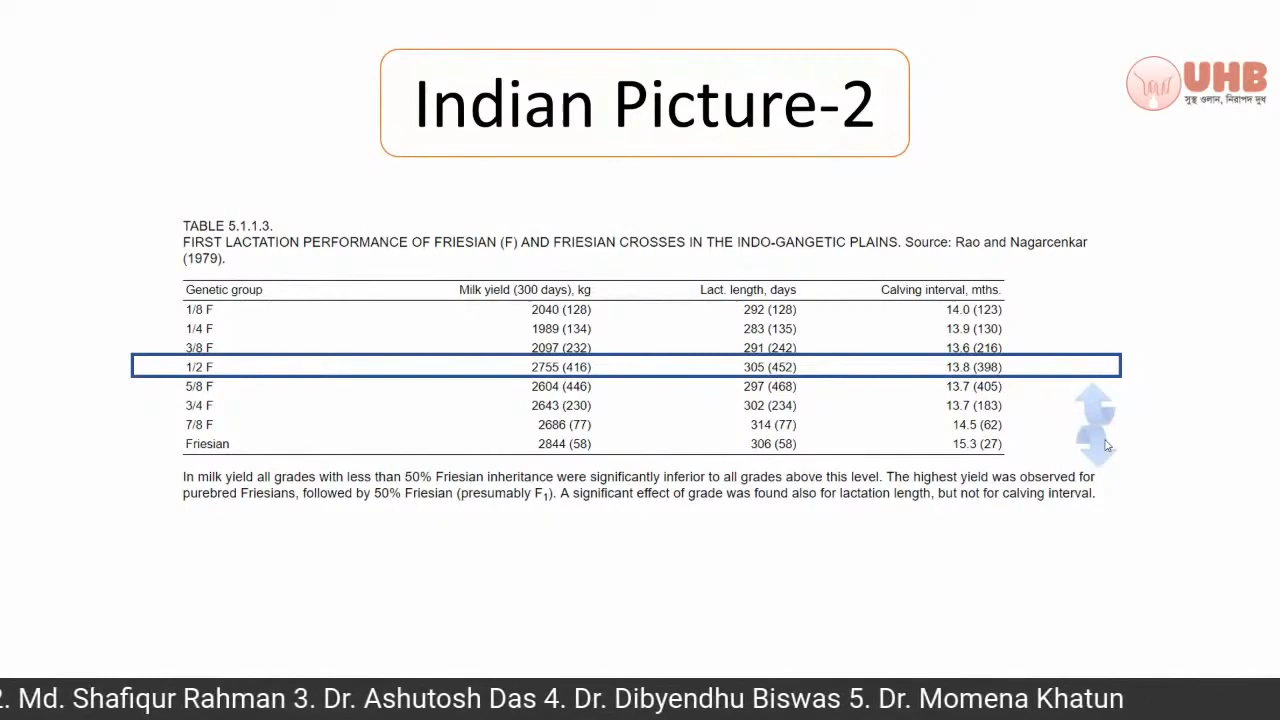 Indian Picture-2
UHB
সুস্থ ওলান, নিরাপদ দুধ
TABLE 5.1.1.3.
FIRST LACTATION PERFORMANCE OF FRIESIAN (F) AND FRIESIAN CROSSES IN THE INDO-GANGETIC PLAINS. Source: Rao and Nagarcenkar
(1979).
Genetic group Milk yield (300 days), kg Lact. length, days Calving interval, mths.
1/8 F 2040 (128) 292 (128) 14.0 (123)
1/4 F 1989 (134) 283 (135) 13.9 (130)
3/8 F 2097 (232) 291 (242) 13.6 (216)
1/2 F 2755 (416) 305 (452) 13.8 (398)
5/8 F 2604 (446) 297 (468) 13.7 (405)
3/4 F 2643 (230) 302 (234) 13.7 (183)
7/8 F 2686 (77) 314 (77) 14.5 (62)
Friesian 2844 (58) 306 (58) 15.3 (27)
In milk yield all grades with less than 50% Friesian inheritance were significantly inferior to all grades above this level. The highest yield was observed for
purebred Friesians, followed by 50% Friesian (presumably F1). A significant effect of grade was found also for lactation length, but not for calving interval.
2. Md. Shafiqur Rahman 3. Dr. Ashutosh Das 4. Dr. Dibyendhu Biswas 5. Dr. Momena Khatun